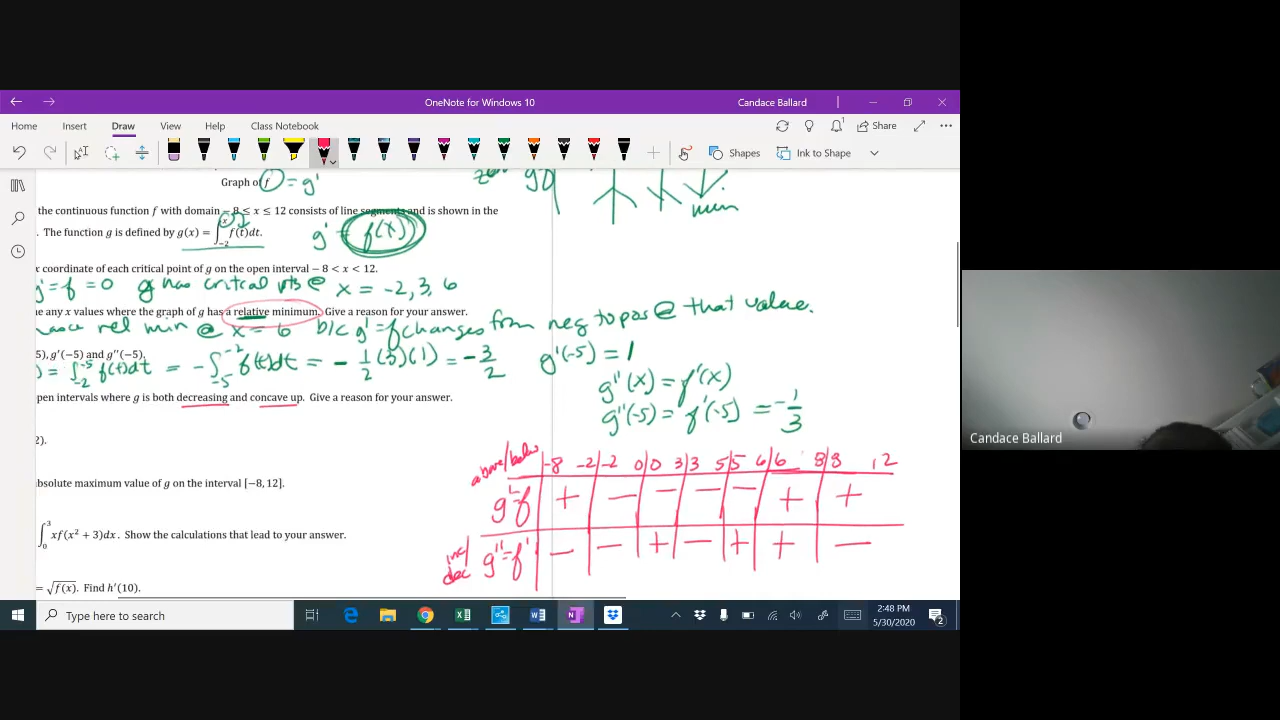 OneNote for Windows 10
Candace Ballard
Home Insert Draw View Help Class Notebook
Share
Shapes Ink to Shape
Graph of f = g'
zero
min
the continuous function f with domain −8 ≤ x ≤ 12 consists of line segments and is shown in the
. The function g is defined by g(x) = ∫_{-2}^{x} f(t)dt. g' = f(x)
x coordinate of each critical point of g on the open interval − 8 < x < 12.
g' = f = 0 g has critical pts @ x = -2, 3, 6
e any x values where the graph of g has a relative minimum. Give a reason for your answer.
rel min @ x = 6 b/c g' = f changes from neg to pos @ that value.
5), g′(−5) and g′′(−5).
) = ∫_{-2}^{-5} f(t)dt = -∫_{-5}^{-2} f(t)dt = -1/2 (3)(1) = -3/2 g'(-5) = 1
g''(x) = f'(x)
pen intervals where g is both decreasing and concave up. Give a reason for your answer.
g''(-5) = f'(-5) = -1/3
2).
above/below -8 -2 | -2 0 | 0 3 | 3 5 | 5 6 | 6 8 | 8 12
bsolute maximum value of g on the interval [−8, 12].
g'=f + − − − − + +
∫_{0}^{3} xf(x² + 3)dx. Show the calculations that lead to your answer.
inc/dec g''=f' − − + − + + −
= √f(x). Find h′(10).
Candace Ballard
Type here to search
2:48 PM
5/30/2020
2